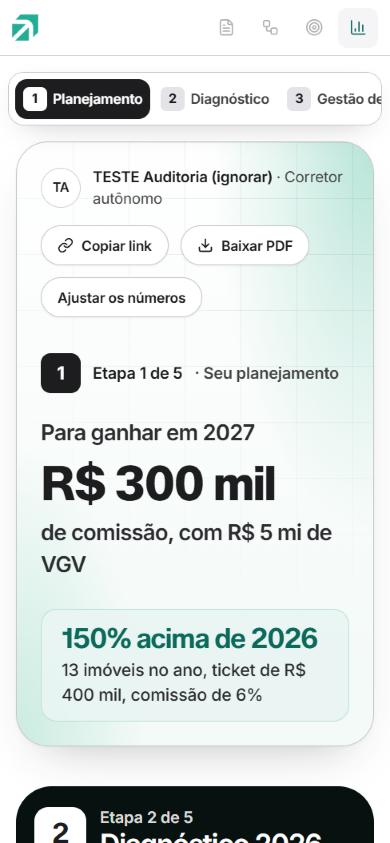 1 Planejamento 2 Diagnóstico 3 Gestão de
TA
TESTE Auditoria (ignorar) · Corretor
autônomo
Copiar link Baixar PDF
Ajustar os números
1 Etapa 1 de 5 · Seu planejamento
Para ganhar em 2027
R$ 300 mil
de comissão, com R$ 5 mi de
VGV
150% acima de 2026
13 imóveis no ano, ticket de R$
400 mil, comissão de 6%
2
Etapa 2 de 5
Diagnóstico 2026